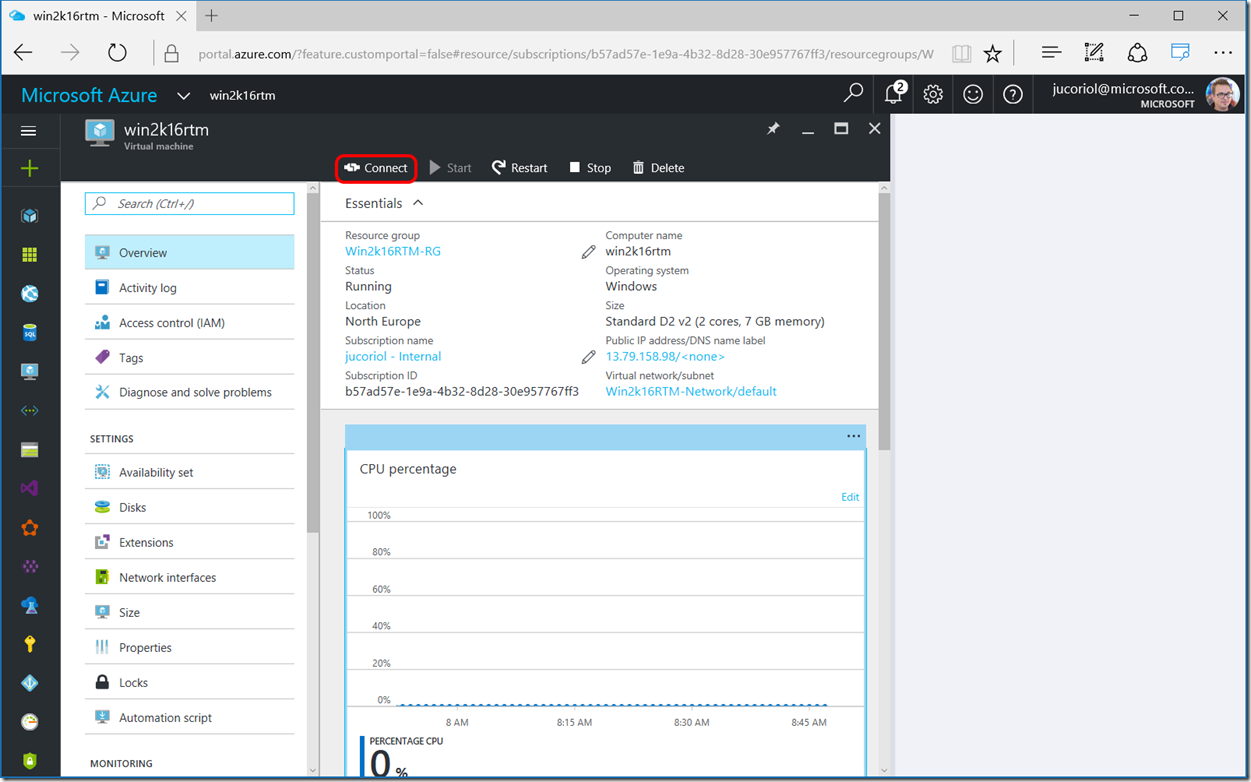 win2k16rtm - Microsoft
portal.azure.com/?feature.customportal=false#resource/subscriptions/b57ad57e-1e9a-4b32-8d28-30e957767ff3/resourcegroups/W
Microsoft Azure
win2k16rtm
2
jucoriol@microsoft.co...
MICROSOFT
win2k16rtm
Virtual machine
Connect
Start
Restart
Stop
Delete
Search (Ctrl+/)
Overview
Activity log
Access control (IAM)
Tags
Diagnose and solve problems
SETTINGS
Availability set
Disks
Extensions
Network interfaces
Size
Properties
Locks
Automation script
MONITORING
SQL
Essentials
Resource group
Win2k16RTM-RG
Status
Running
Location
North Europe
Subscription name
jucoriol - Internal
Subscription ID
b57ad57e-1e9a-4b32-8d28-30e957767ff3
Computer name
win2k16rtm
Operating system
Windows
Size
Standard D2 v2 (2 cores, 7 GB memory)
Public IP address/DNS name label
13.79.158.98/<none>
Virtual network/subnet
Win2k16RTM-Network/default
CPU percentage
Edit
100%
80%
60%
40%
20%
0%
8 AM
8:15 AM
8:30 AM
8:45 AM
PERCENTAGE CPU
0 %